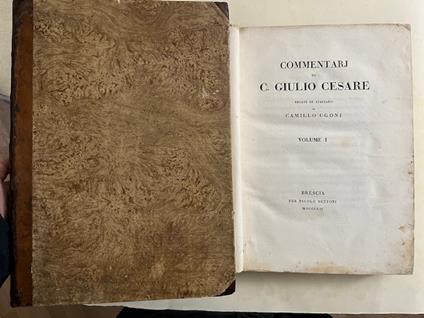 COMMENTARJ
DI
C. GIULIO CESARE
RECATI IN ITALIANO
DA
CAMILLO UGONI
VOLUME I
BRESCIA
PER NICOLÒ BETTONI